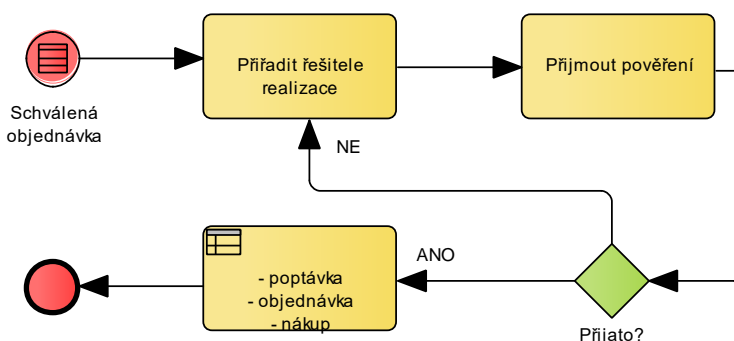 Přiřadit řešitele
realizace
Přijmout pověření
Schválená
objednávka
NE
ANO
- poptávka
- objednávka
- nákup
Přijato?